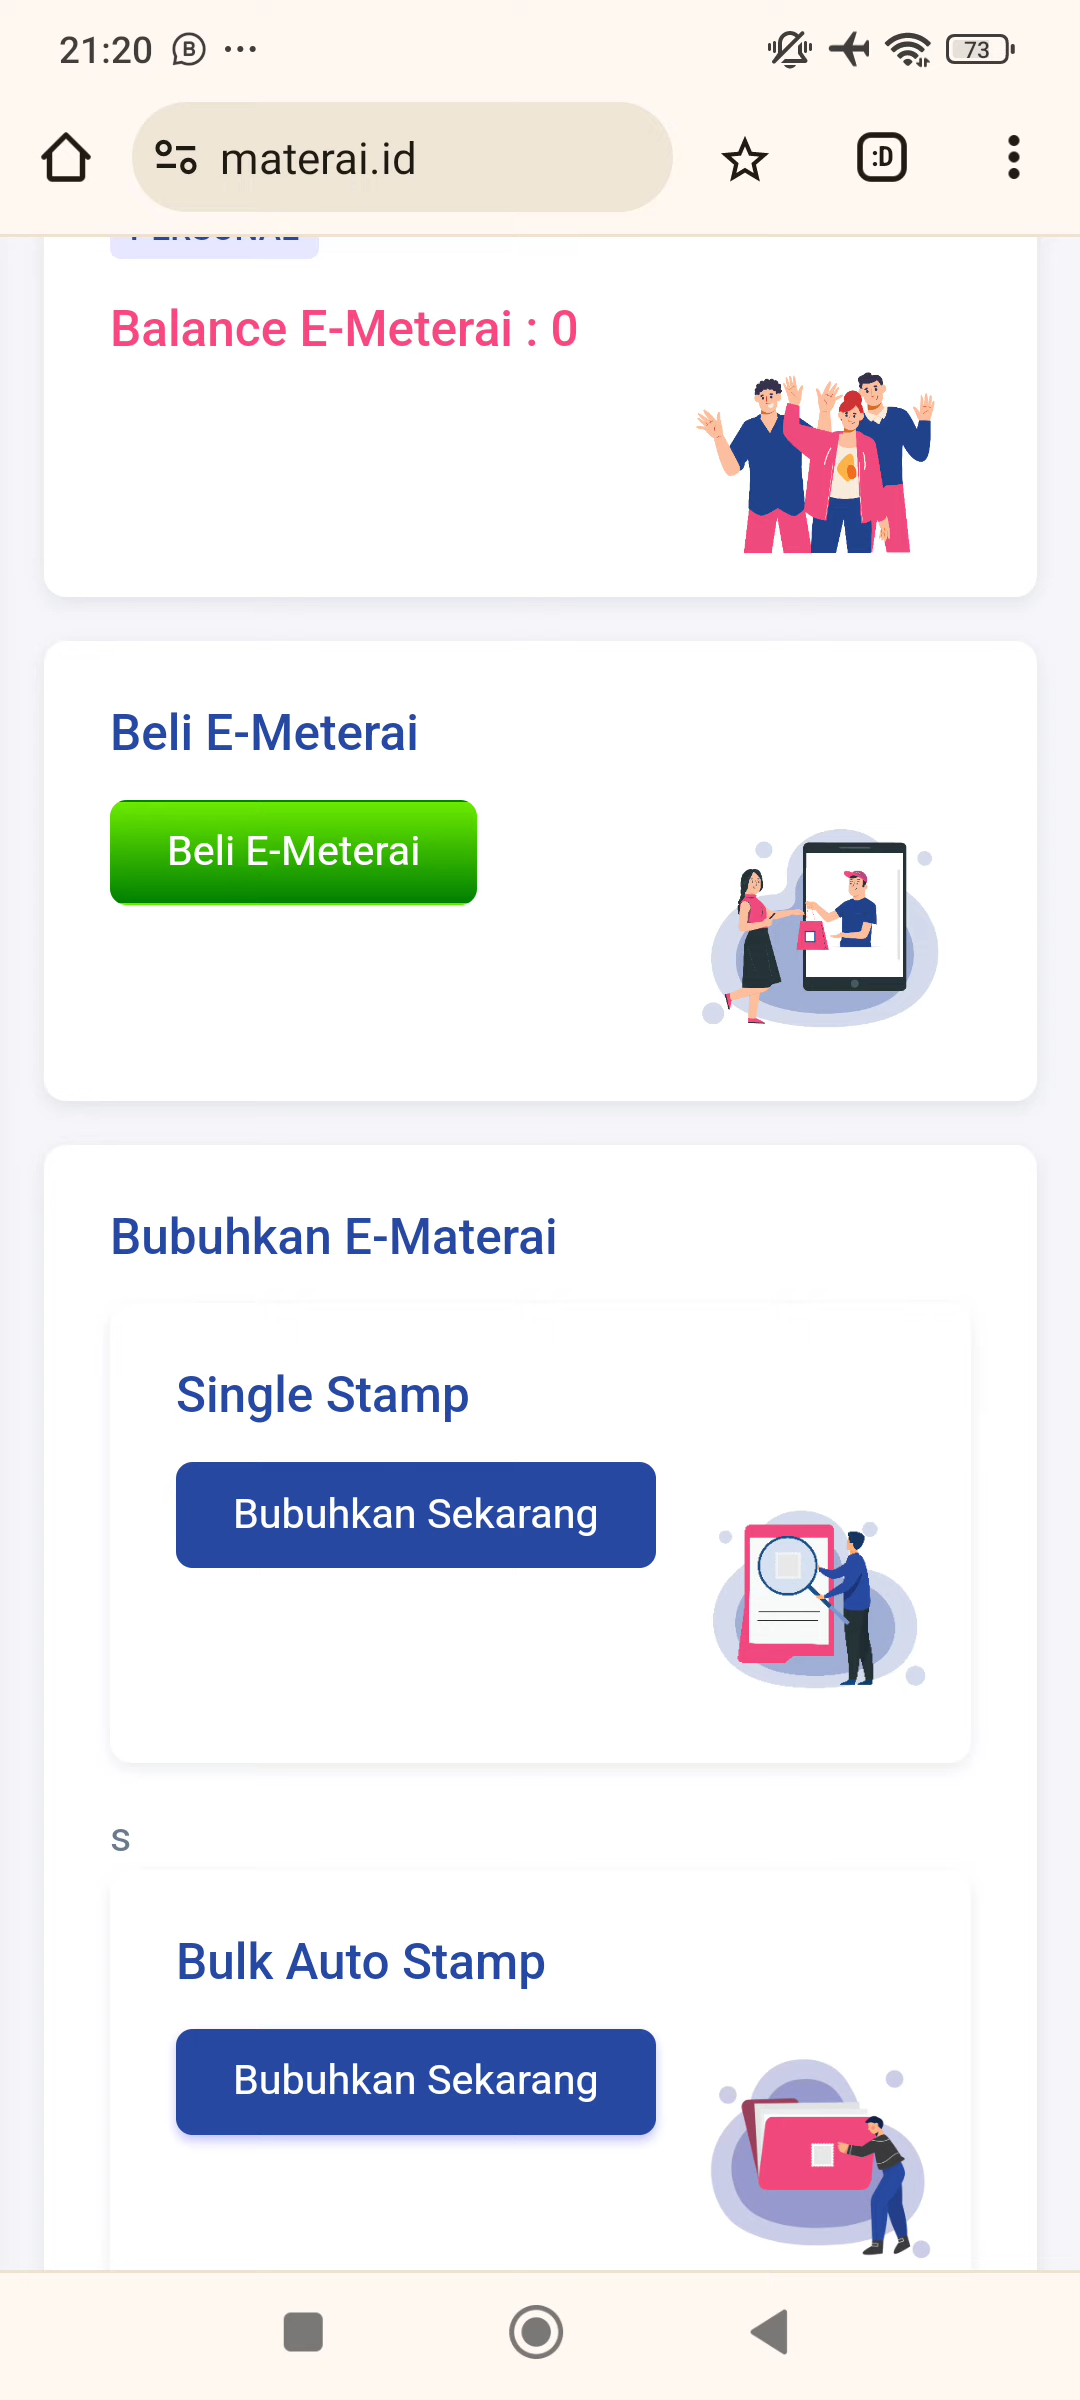 21:20
73
materai.id
:D
PERSONAL
Balance E-Meterai : 0
Beli E-Meterai
Beli E-Meterai
Bubuhkan E-Materai
Single Stamp
Bubuhkan Sekarang
s
Bulk Auto Stamp
Bubuhkan Sekarang